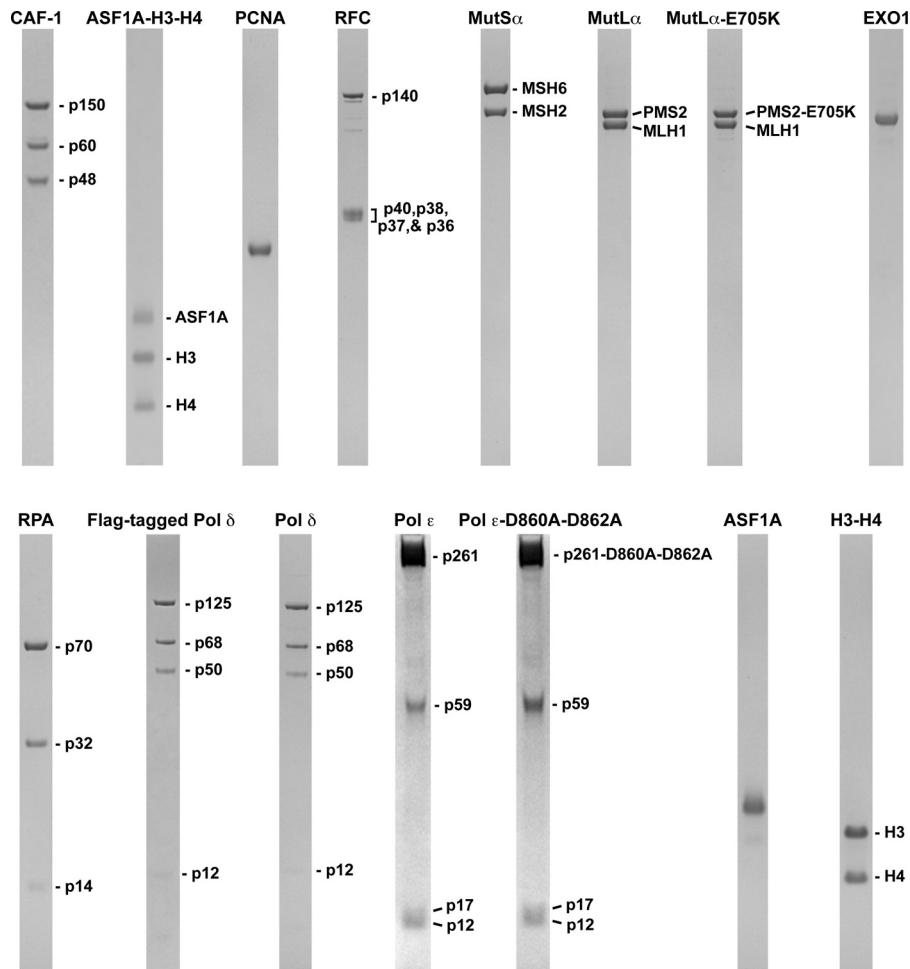 CAF-1 ASF1A-H3-H4 PCNA RFC MutSα MutLα MutLα-E705K EXO1
- p150
- p60
- p48
- ASF1A
- H3
- H4
- p140
p40,p38,
p37,& p36
- MSH6
- MSH2
PMS2
MLH1
PMS2-E705K
MLH1
RPA Flag-tagged Pol δ Pol δ Pol ε Pol ε-D860A-D862A ASF1A H3-H4
- p70
- p32
- p14
- p125
- p68
- p50
- p12
- p125
- p68
- p50
- p12
- p261
- p59
p17
p12
- p261-D860A-D862A
- p59
p17
p12
- H3
- H4